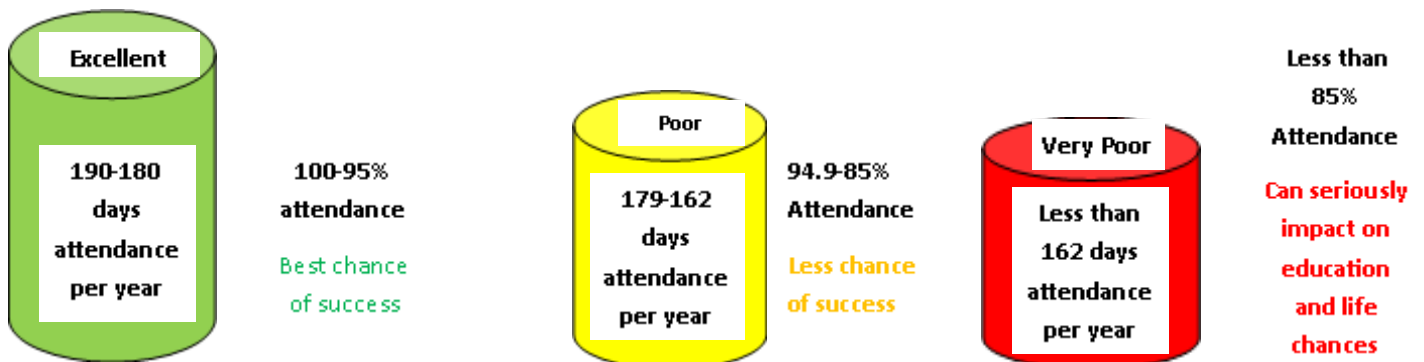 Excellent
190-180
days
attendance
per year
100-95%
attendance
Best chance
of success
Poor
179-162
days
attendance
per year
94.9-85%
Attendance
Less chance
of success
Very Poor
Less than
162 days
attendance
per year
Less than
85%
Attendance
Can seriously
impact on
education
and life
chances